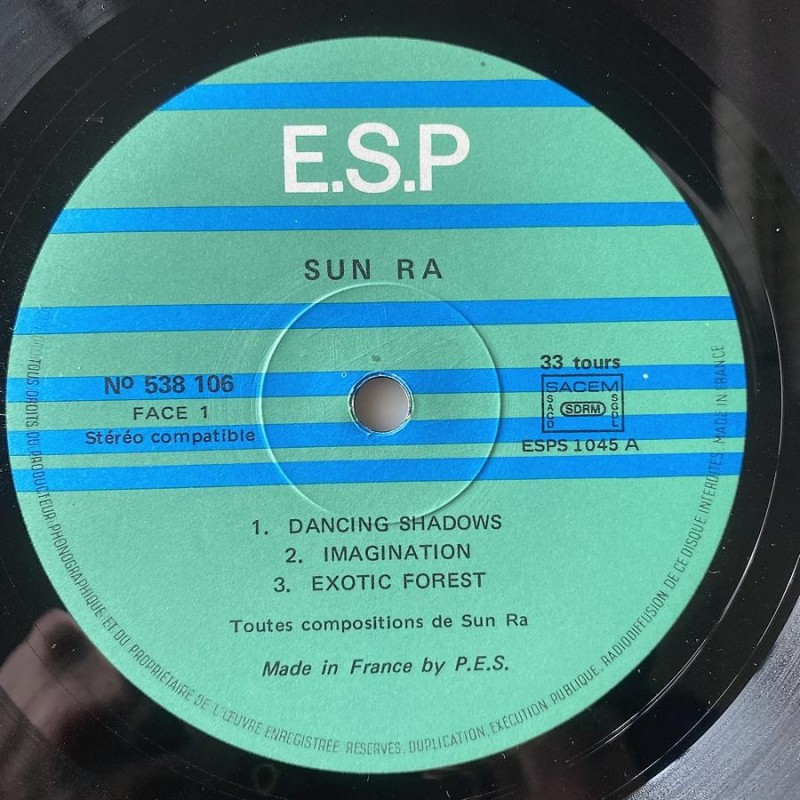 E.S.P
SUN RA
Nº 538 106
FACE 1
Stéréo compatible
33 tours
SACEM
SACD
SDRM
SGDL
ESPS 1045 A
1. DANCING SHADOWS
2. IMAGINATION
3. EXOTIC FOREST
Toutes compositions de Sun Ra
Made in France by P.E.S.
TOUS DROITS DU PRODUCTEUR PHONOGRAPHIQUE ET DU PROPRIÉTAIRE DE L'ŒUVRE ENREGISTRÉE RÉSERVÉS. DUPLICATION, EXÉCUTION PUBLIQUE, RADIODIFFUSION DE CE DISQUE INTERDITES. MADE IN FRANCE